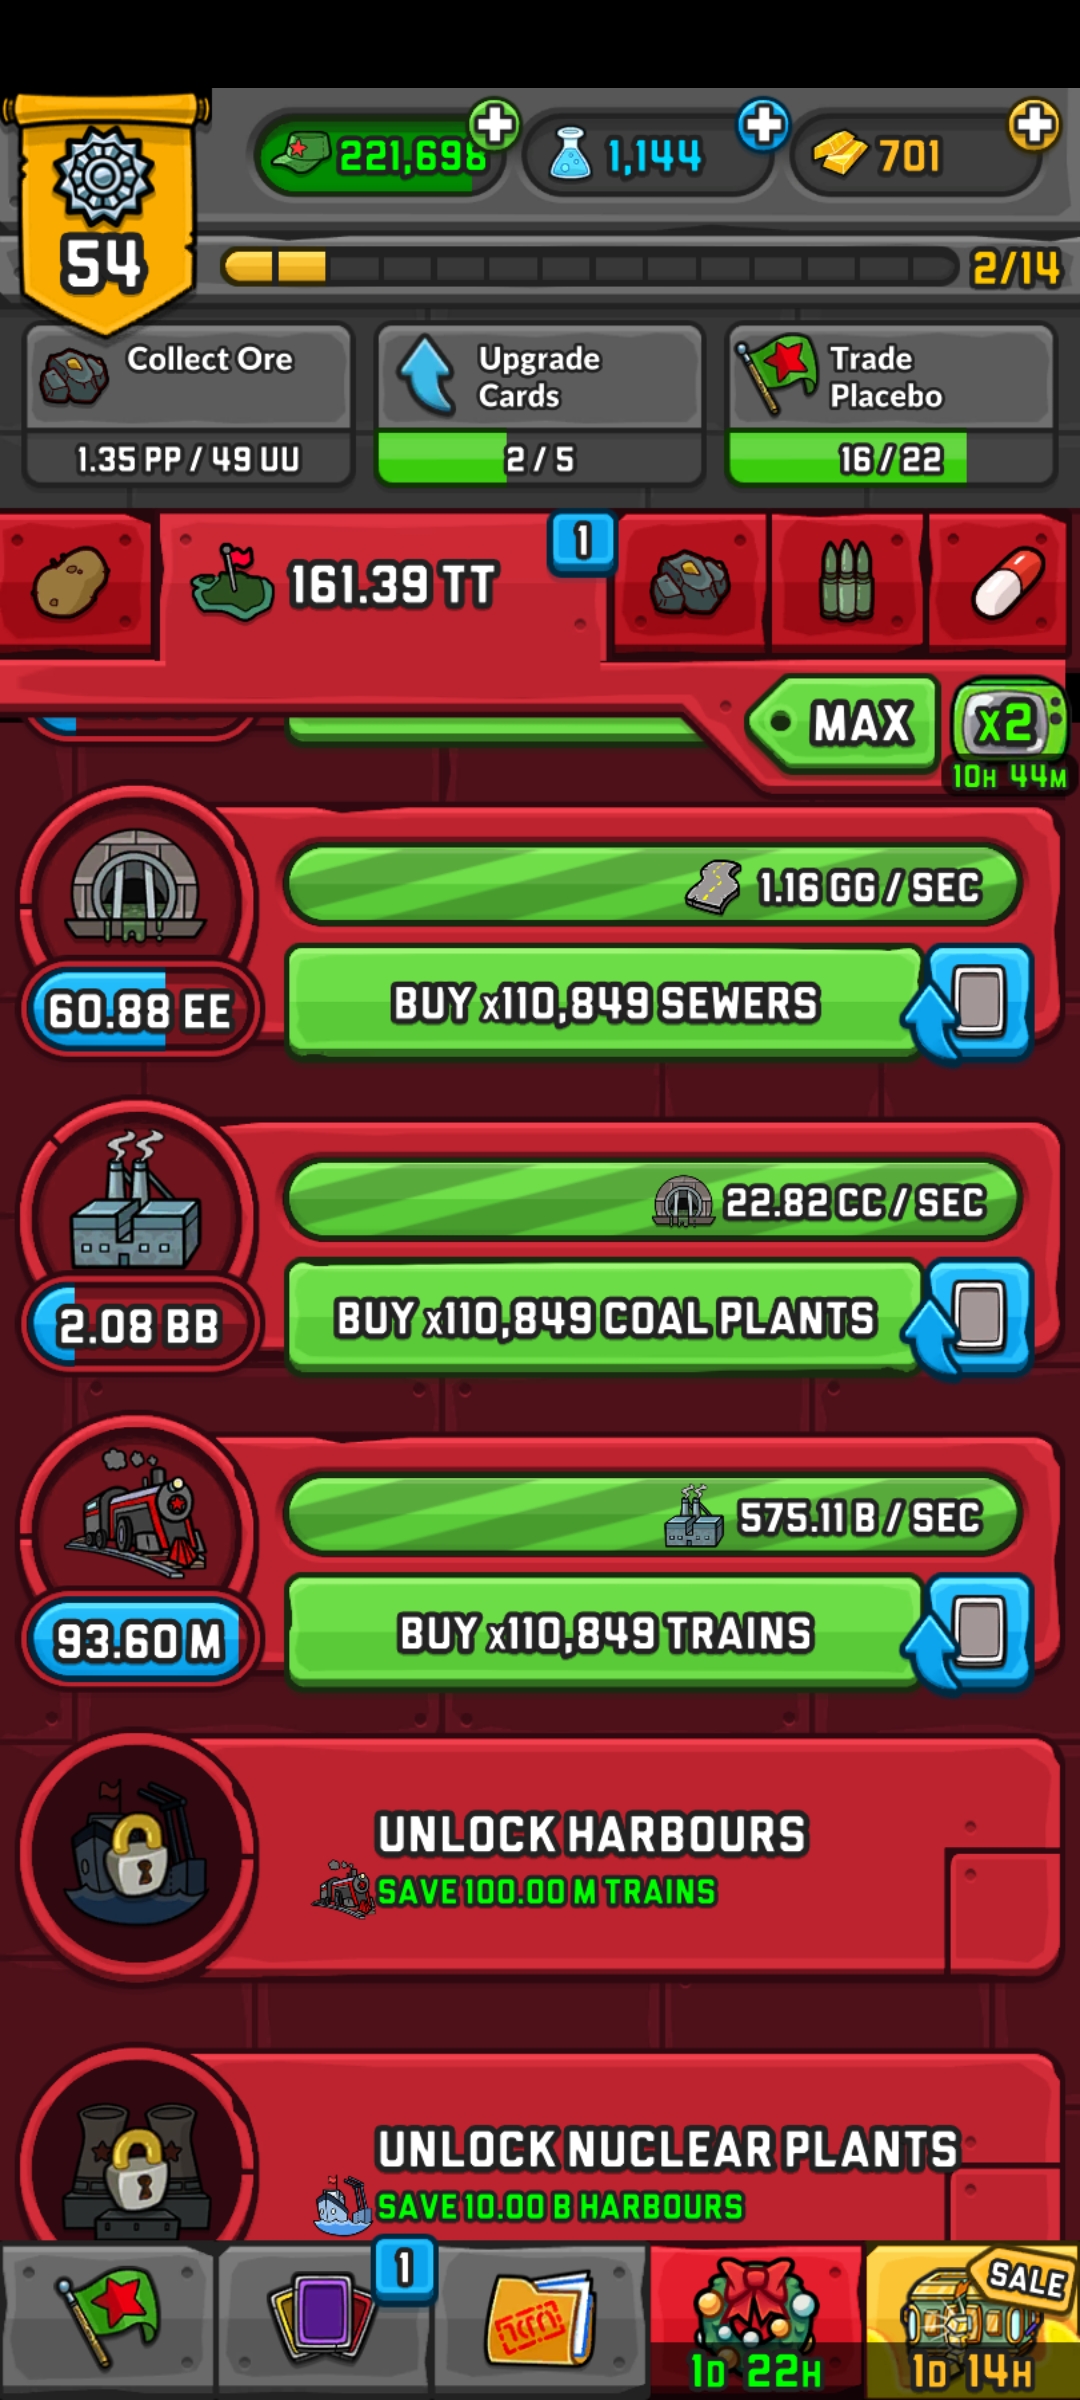 221,698
1,144
701
54
2/14
Collect Ore
1.35 PP / 49 UU
Upgrade
Cards
2 / 5
Trade
Placebo
16 / 22
161.39 TT
1
MAX
x2
10H 44M
1.16 GG / SEC
60.88 EE
BUY x110,849 SEWERS
22.82 CC / SEC
2.08 BB
BUY x110,849 COAL PLANTS
575.11 B / SEC
93.60 M
BUY x110,849 TRAINS
UNLOCK HARBOURS
SAVE 100.00 M TRAINS
UNLOCK NUCLEAR PLANTS
SAVE 10.00 B HARBOURS
1
SALE
1D 22H
1D 14H